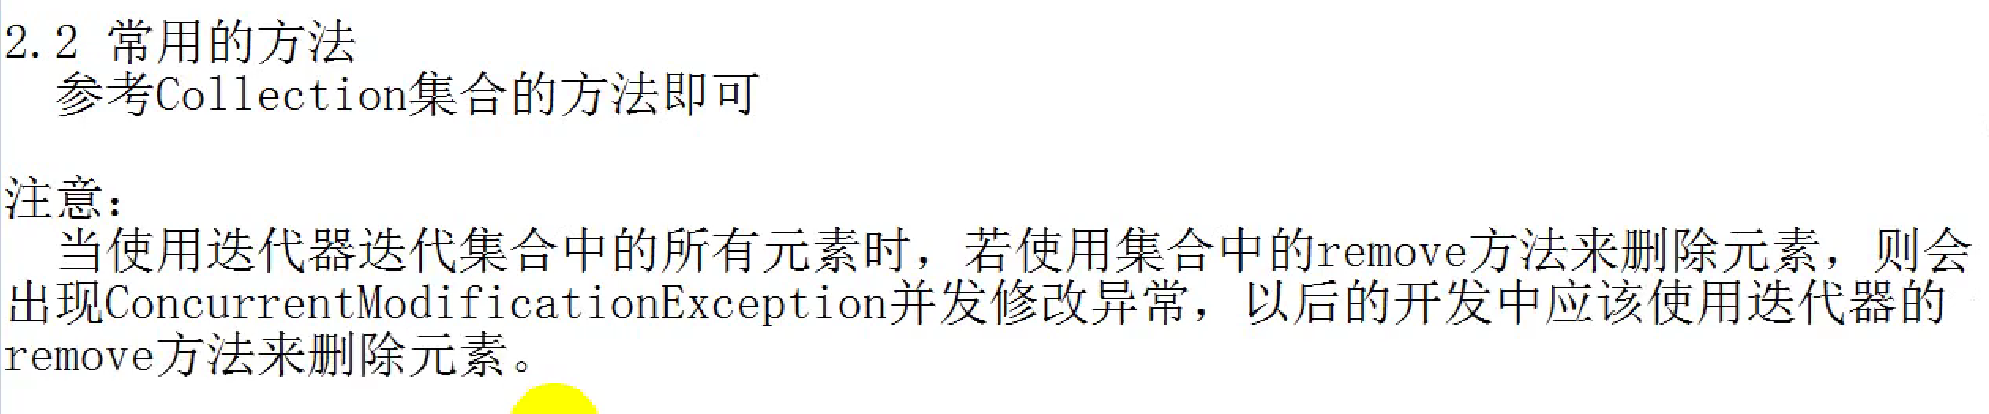 2.2 常用的方法
参考Collection集合的方法即可
注意：
当使用迭代器迭代集合中的所有元素时，若使用集合中的remove方法来删除元素，则会
出现ConcurrentModificationException并发修改异常，以后的开发中应该使用迭代器的
remove方法来删除元素。